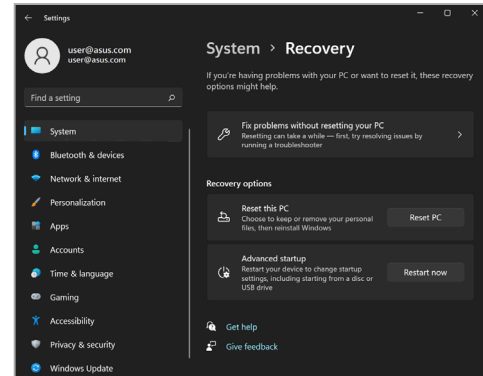 Settings
user@asus.com
user@asus.com
Find a setting
System
Bluetooth & devices
Network & internet
Personalization
Apps
Accounts
Time & language
Gaming
Accessibility
Privacy & security
Windows Update
System > Recovery
If you're having problems with your PC or want to reset it, these recovery
options might help.
Fix problems without resetting your PC
Resetting can take a while — first, try resolving issues by
running a troubleshooter
Recovery options
Reset this PC
Choose to keep or remove your personal
files, then reinstall Windows
Reset PC
Advanced startup
Restart your device to change startup
settings, including starting from a disc or
USB drive
Restart now
Get help
Give feedback